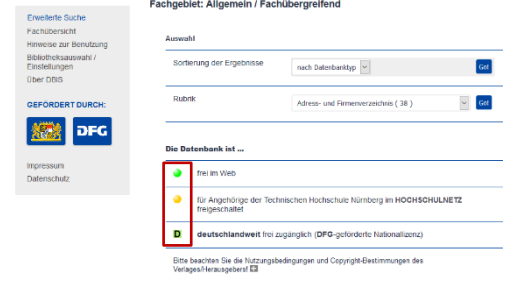 Fachgebiet: Allgemein / Fachübergreifend
Erweiterte Suche
Fachübersicht
Hinweise zur Benutzung
Bibliotheksauswahl /
Einstellungen
Über DBIS
GEFÖRDERT DURCH:
DFG
Impressum
Datenschutz
Auswahl
Sortierung der Ergebnisse
nach Datenbanktyp
Go!
Rubrik
Adress- und Firmenverzeichnis ( 38 )
Go!
Die Datenbank ist ...
frei im Web
für Angehörige der Technischen Hochschule Nürnberg im HOCHSCHULNETZ
freigeschaltet
D deutschlandweit frei zugänglich (DFG-geförderte Nationallizenz)
Bitte beachten Sie die Nutzungsbedingungen und Copyright-Bestimmungen des
Verlages/Herausgebers!